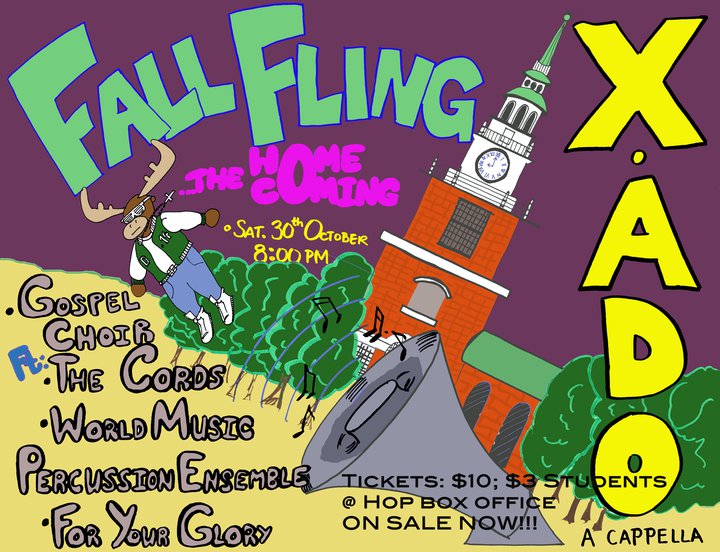 FALL FLING
..THE HOME
COMING
• SAT. 30th OCTOBER
8:00 PM
X.ADO
A CAPPELLA
• GOSPEL
CHOIR
Ft:
• THE CORDS
• WORLD MUSIC
PERCUSSION ENSEMBLE
• FOR YOUR GLORY
TICKETS: $10; $3 STUDENTS
@ HOP BOX OFFICE
ON SALE NOW!!!